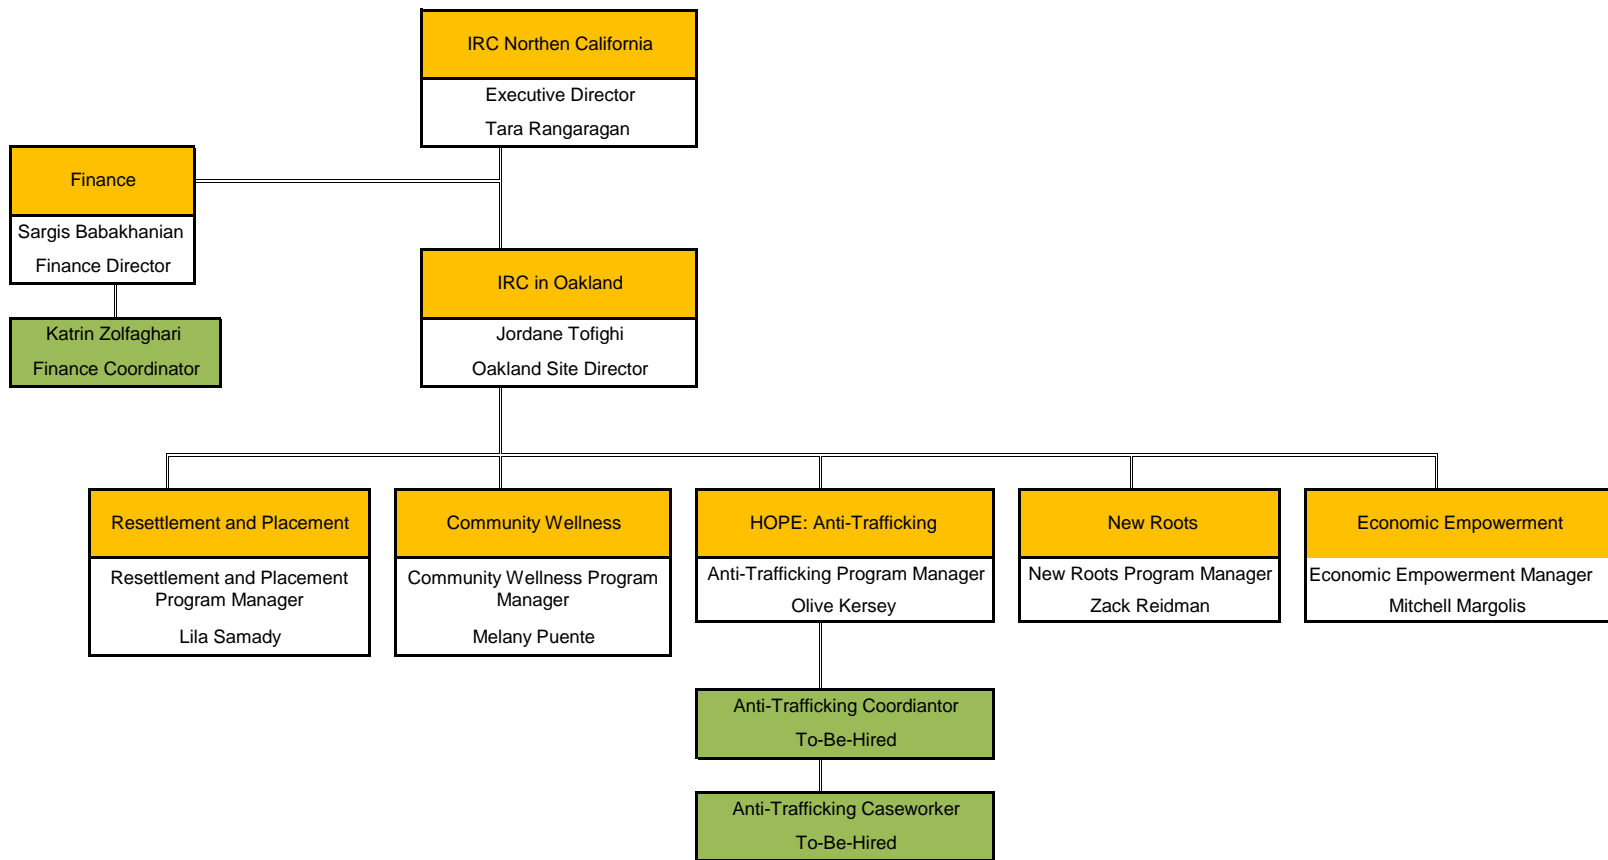 IRC Northen California
Executive Director
Tara Rangaragan
Finance
Sargis Babakhanian
Finance Director
Katrin Zolfaghari
Finance Coordinator
IRC in Oakland
Jordane Tofighi
Oakland Site Director
Resettlement and Placement
Resettlement and Placement
Program Manager
Lila Samady
Community Wellness
Community Wellness Program
Manager
Melany Puente
HOPE: Anti-Trafficking
Anti-Trafficking Program Manager
Olive Kersey
New Roots
New Roots Program Manager
Zack Reidman
Economic Empowerment
Economic Empowerment Manager
Mitchell Margolis
Anti-Trafficking Coordiantor
To-Be-Hired
Anti-Trafficking Caseworker
To-Be-Hired